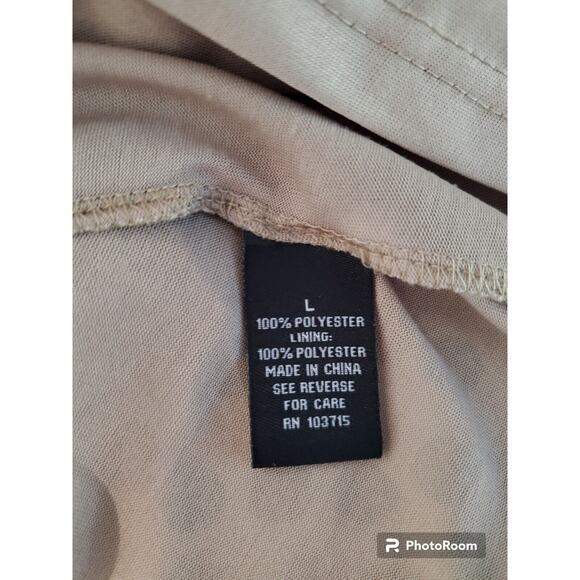 L
100% POLYESTER
LINING:
100% POLYESTER
MADE IN CHINA
SEE REVERSE
FOR CARE
RN 103715
PhotoRoom